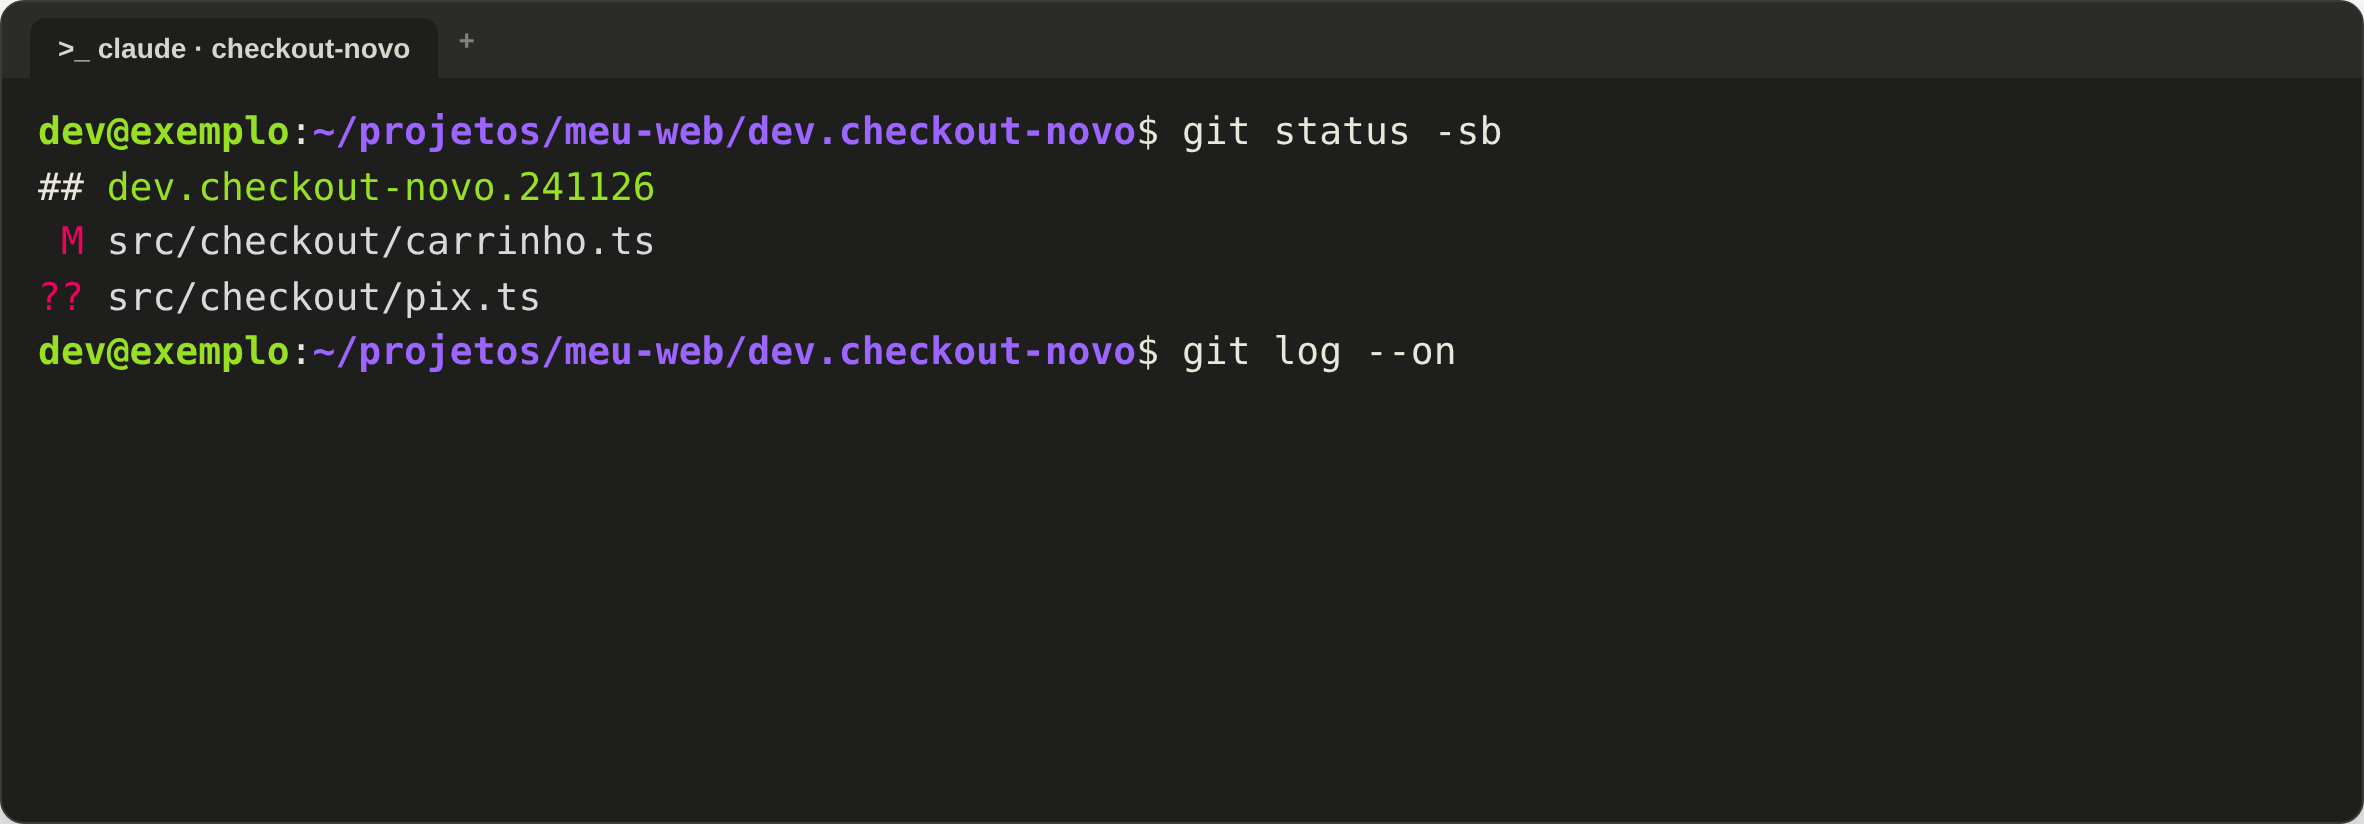 >_ claude · checkout-novo +
dev@exemplo:~/projetos/meu-web/dev.checkout-novo$ git status -sb
## dev.checkout-novo.241126
 M src/checkout/carrinho.ts
?? src/checkout/pix.ts
dev@exemplo:~/projetos/meu-web/dev.checkout-novo$ git log --on